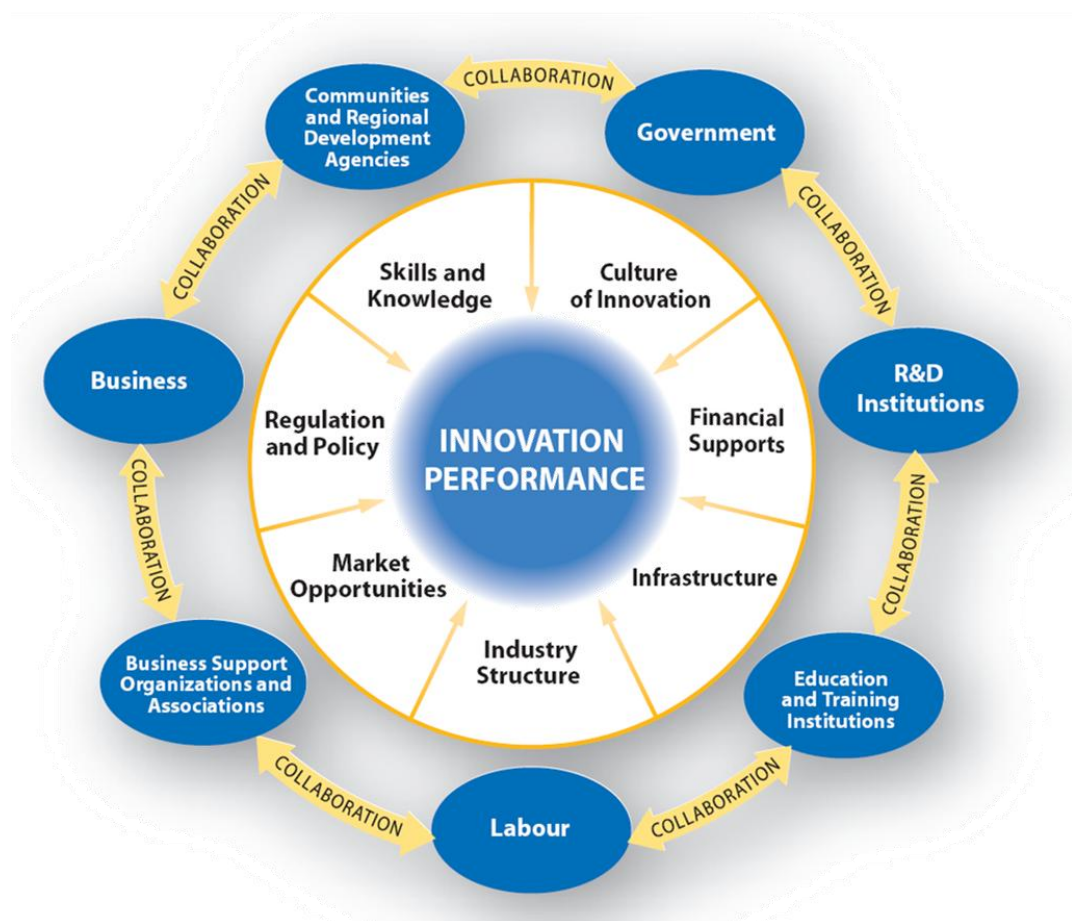 COLLABORATION
Communities
and Regional
Development
Agencies
Government
COLLABORATION
COLLABORATION
Skills and
Knowledge
Culture
of Innovation
Business
R&D
Institutions
Regulation
and Policy
INNOVATION
PERFORMANCE
Financial
Supports
COLLABORATION
COLLABORATION
Market
Opportunities
Infrastructure
Industry
Structure
Business Support
Organizations and
Associations
Education
and Training
Institutions
COLLABORATION
COLLABORATION
Labour